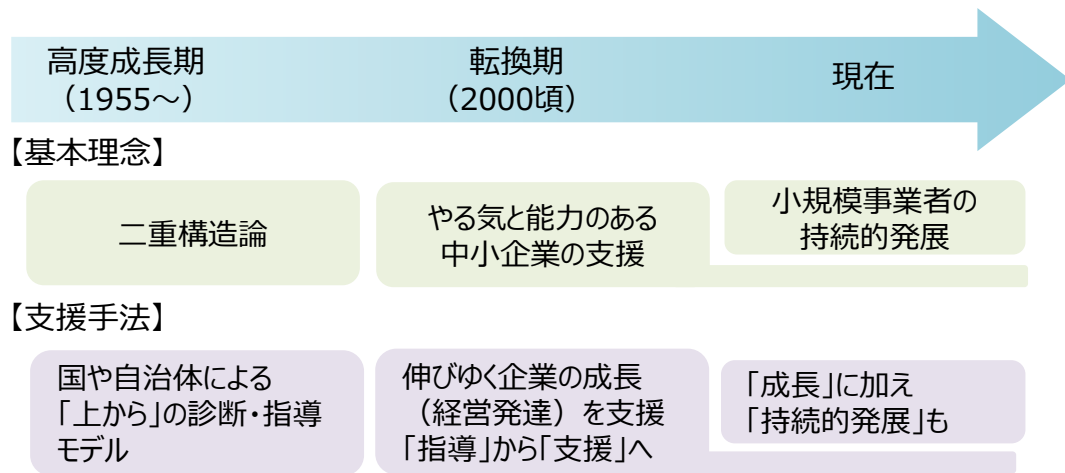 高度成長期
（1955～）
転換期
（2000頃）
現在
【基本理念】
二重構造論
やる気と能力のある
中小企業の支援
小規模事業者の
持続的発展
【支援手法】
国や自治体による
「上から」の診断・指導
モデル
伸びゆく企業の成長
（経営発達）を支援
「指導」から「支援」へ
「成長」に加え
「持続的発展」も